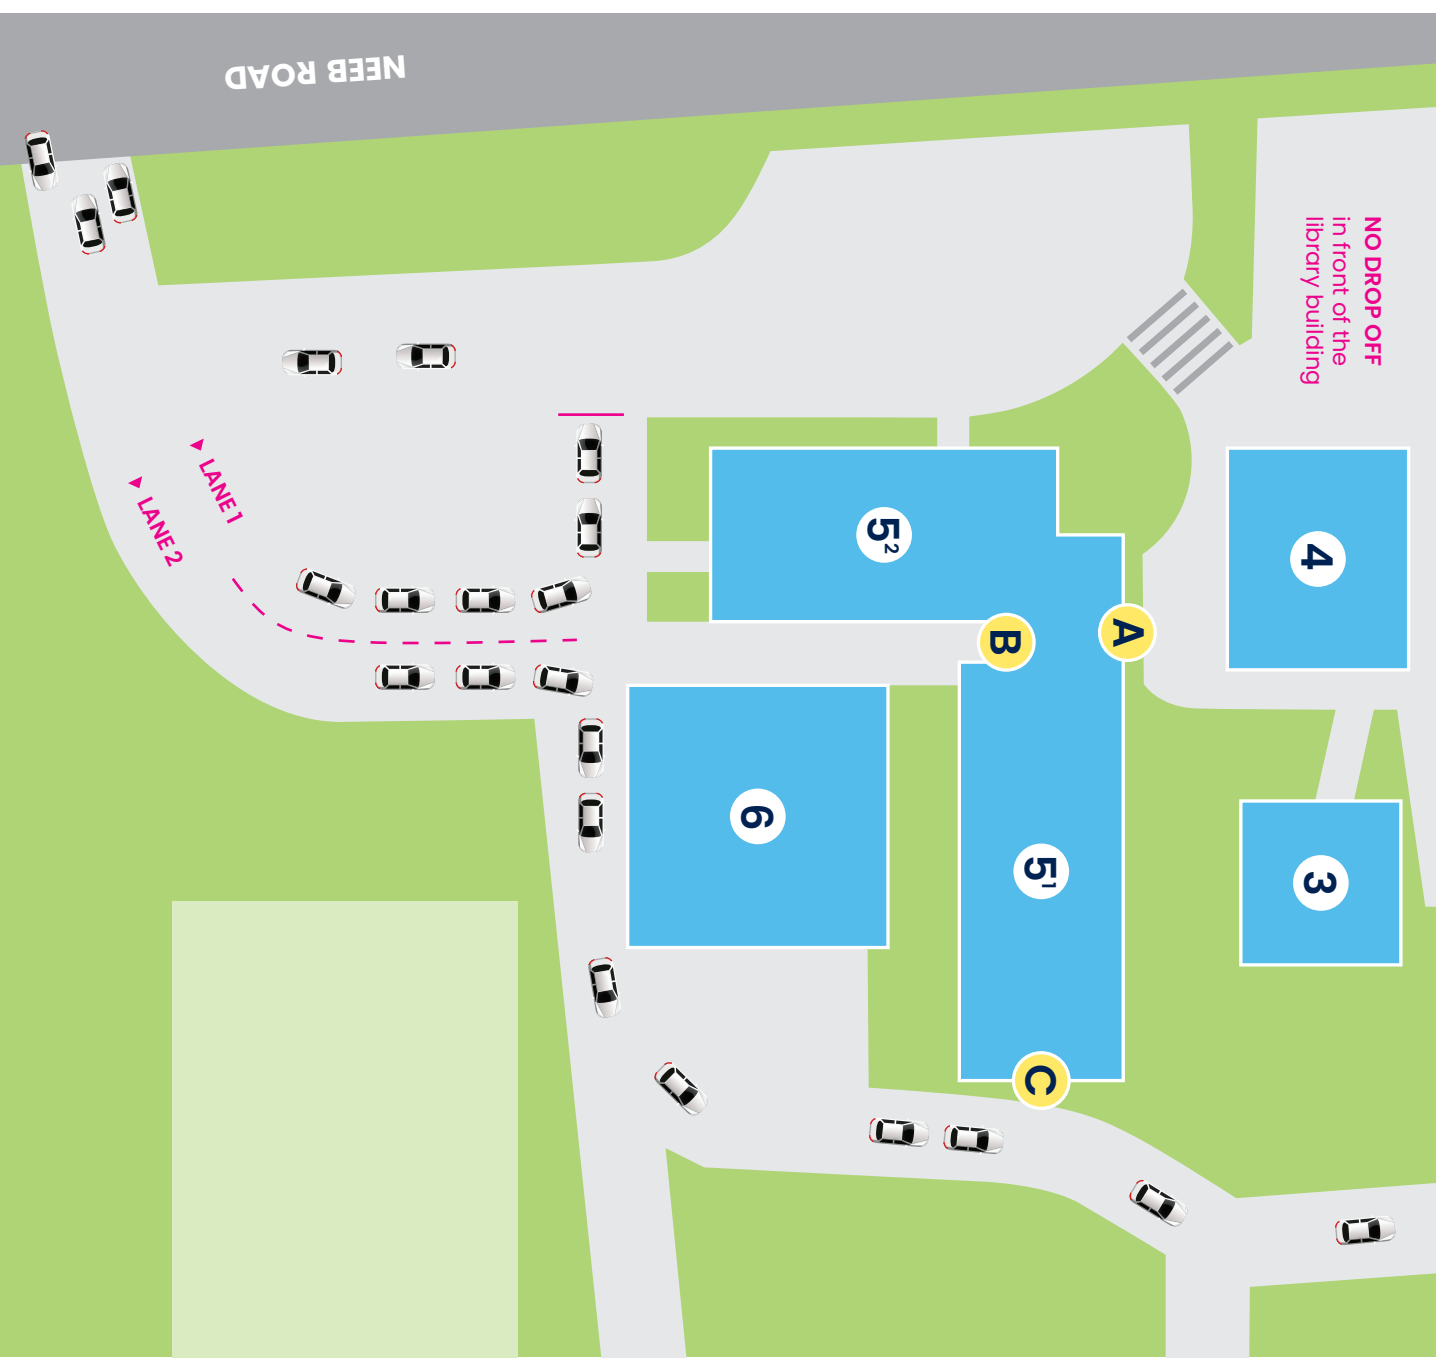 NEEB ROAD
NO DROP OFF
in front of the
library building
LANE 1
LANE 2
5²
4
A
B
6
5¹
3
C